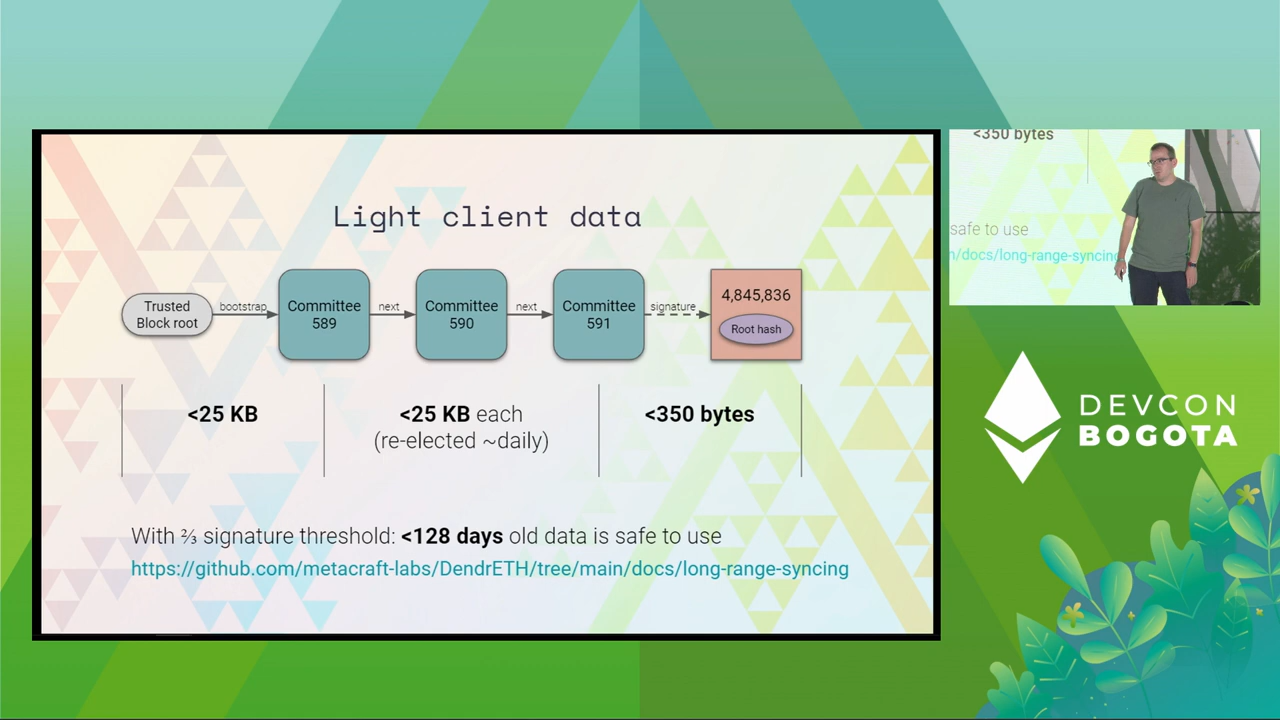 Light client data
Trusted
Block root
bootstrap
Committee
589
next
Committee
590
next
Committee
591
signature
4,845,836
Root hash
<25 KB
<25 KB each
(re-elected ~daily)
<350 bytes
With ⅔ signature threshold: <128 days old data is safe to use
https://github.com/metacraft-labs/DendrETH/tree/main/docs/long-range-syncing
<350 bytes
safe to use
/docs/long-range-syncing
DEVCON
BOGOTA